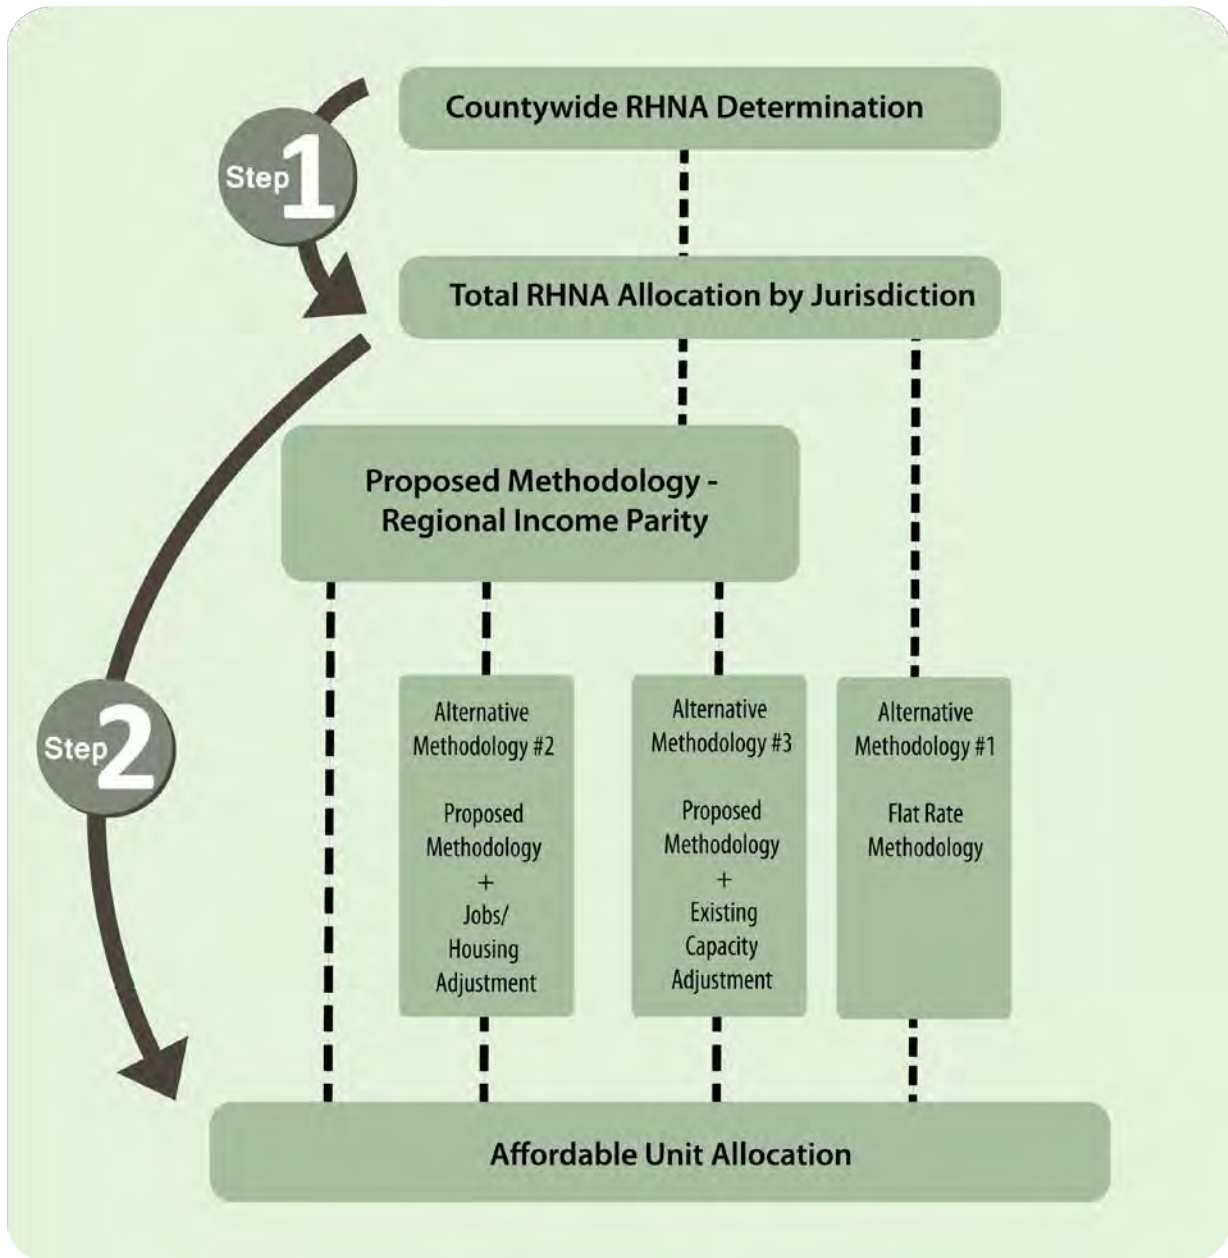 Countywide RHNA Determination
Step 1
Total RHNA Allocation by Jurisdiction
Proposed Methodology -
Regional Income Parity
Step 2
Alternative
Methodology #2
Proposed
Methodology
+
Jobs/
Housing
Adjustment
Alternative
Methodology #3
Proposed
Methodology
+
Existing
Capacity
Adjustment
Alternative
Methodology #1
Flat Rate
Methodology
Affordable Unit Allocation